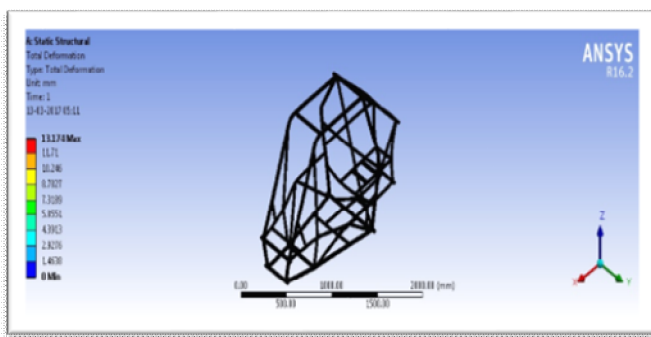 A: Static Structural
Total Deformation
Type: Total Deformation
Unit: mm
Time: 1
13.174 Max
11.71
10.246
8.7827
7.3189
5.8551
4.3913
2.9276
1.4638
0 Min
ANSYS
R16.2
Z
X
Y
0.00 1000.00 2000.00 (mm)
500.00 1500.00